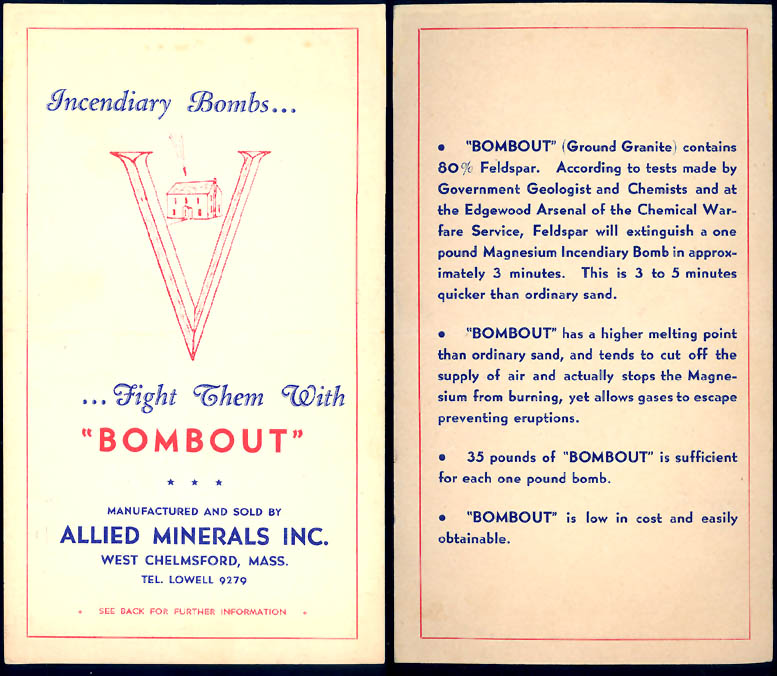 Incendiary Bombs...
...Fight Them With
"BOMBOUT"
★ ★ ★
MANUFACTURED AND SOLD BY
ALLIED MINERALS INC.
WEST CHELMSFORD, MASS.
TEL. LOWELL 9279
• SEE BACK FOR FURTHER INFORMATION •
• "BOMBOUT" (Ground Granite) contains
80% Feldspar. According to tests made by
Government Geologist and Chemists and at
the Edgewood Arsenal of the Chemical War-
fare Service, Feldspar will extinguish a one
pound Magnesium Incendiary Bomb in approx-
imately 3 minutes. This is 3 to 5 minutes
quicker than ordinary sand.
• "BOMBOUT" has a higher melting point
than ordinary sand, and tends to cut off the
supply of air and actually stops the Magne-
sium from burning, yet allows gases to escape
preventing eruptions.
• 35 pounds of "BOMBOUT" is sufficient
for each one pound bomb.
• "BOMBOUT" is low in cost and easily
obtainable.